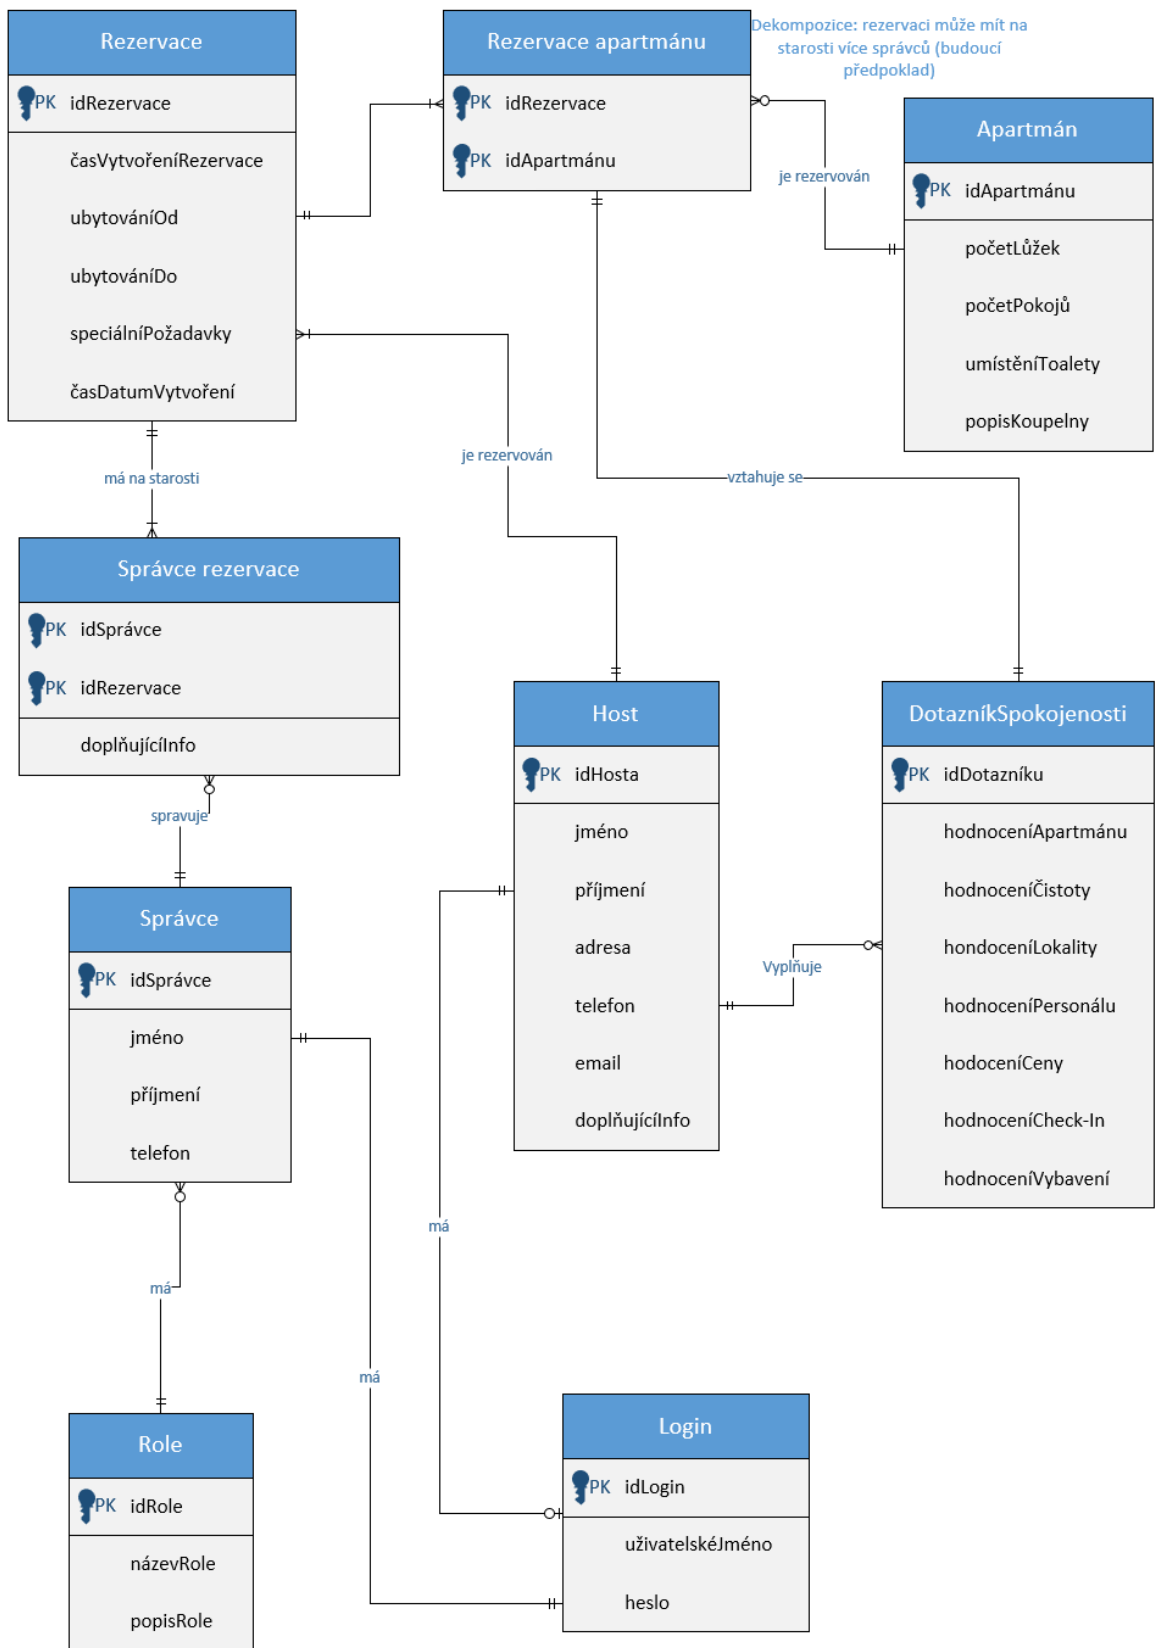 Rezervace
PK idRezervace
časVytvořeníRezervace
ubytováníOd
ubytováníDo
speciálníPožadavky
časDatumVytvoření
Rezervace apartmánu
PK idRezervace
PK idApartmánu
Dekompozice: rezervaci může mít na
starosti více správců (budoucí
předpoklad)
Apartmán
PK idApartmánu
početLůžek
početPokojů
umístěníToalety
popisKoupelny
je rezervován
je rezervován
vztahuje se
má na starosti
Správce rezervace
PK idSprávce
PK idRezervace
doplňujícíInfo
spravuje
Správce
PK idSprávce
jméno
příjmení
telefon
Host
PK idHosta
jméno
příjmení
adresa
telefon
email
doplňujícíInfo
Vyplňuje
DotazníkSpokojenosti
PK idDotazníku
hodnoceníApartmánu
hodnoceníČistoty
hondoceníLokality
hodnoceníPersonálu
hodoceníCeny
hodnoceníCheck-In
hodnoceníVybavení
má
má
má
Role
PK idRole
názevRole
popisRole
Login
PK idLogin
uživatelskéJméno
heslo